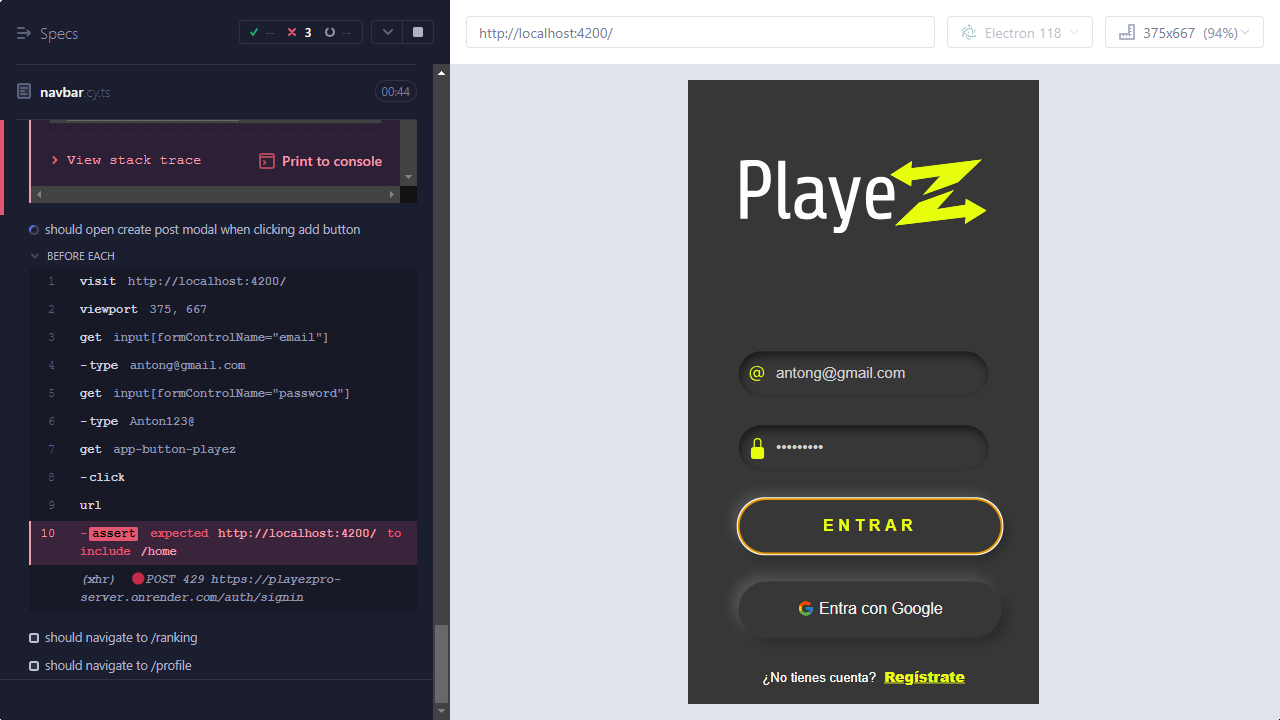 Specs
-- 3 --
navbar.cy.ts
00:44
View stack trace
Print to console
should open create post modal when clicking add button
BEFORE EACH
1 visit http://localhost:4200/
2 viewport 375, 667
3 get input[formControlName="email"]
4 -type antong@gmail.com
5 get input[formControlName="password"]
6 -type Anton123@
7 get app-button-playez
8 -click
9 url
10 -assert expected http://localhost:4200/ to
include /home
(xhr) POST 429 https://playezpro-
server.onrender.com/auth/signin
should navigate to /ranking
should navigate to /profile
http://localhost:4200/
Electron 118
375x667 (94%)
PlayeZ
@ antong@gmail.com
•••••••••
ENTRAR
Entra con Google
¿No tienes cuenta? Regístrate